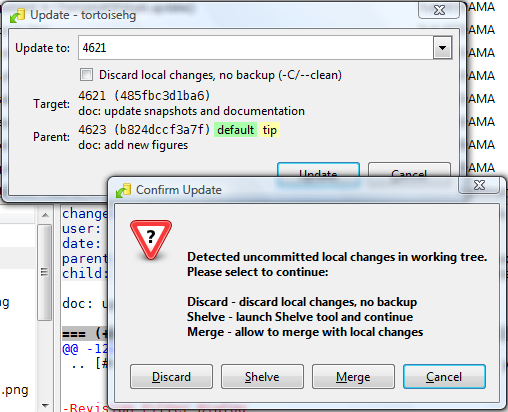 Update - tortoisehg
Update to: 4621
Discard local changes, no backup (-C/--clean)
Target: 4621 (485fbc3d1ba6)
doc: update snapshots and documentation
Parent: 4623 (b824dccf3a7f) default tip
doc: add new figures
Update Cancel
AMA
AMA
AMA
AMA
AMA
AMA
AMA
AMA
Confirm Update
Detected uncommitted local changes in working tree.
Please select to continue:
Discard - discard local changes, no backup
Shelve - launch Shelve tool and continue
Merge - allow to merge with local changes
Discard Shelve Merge Cancel
change
user:
date:
parent
child:
doc: u
=== (+
@@ -12
.. [#
ng
.png